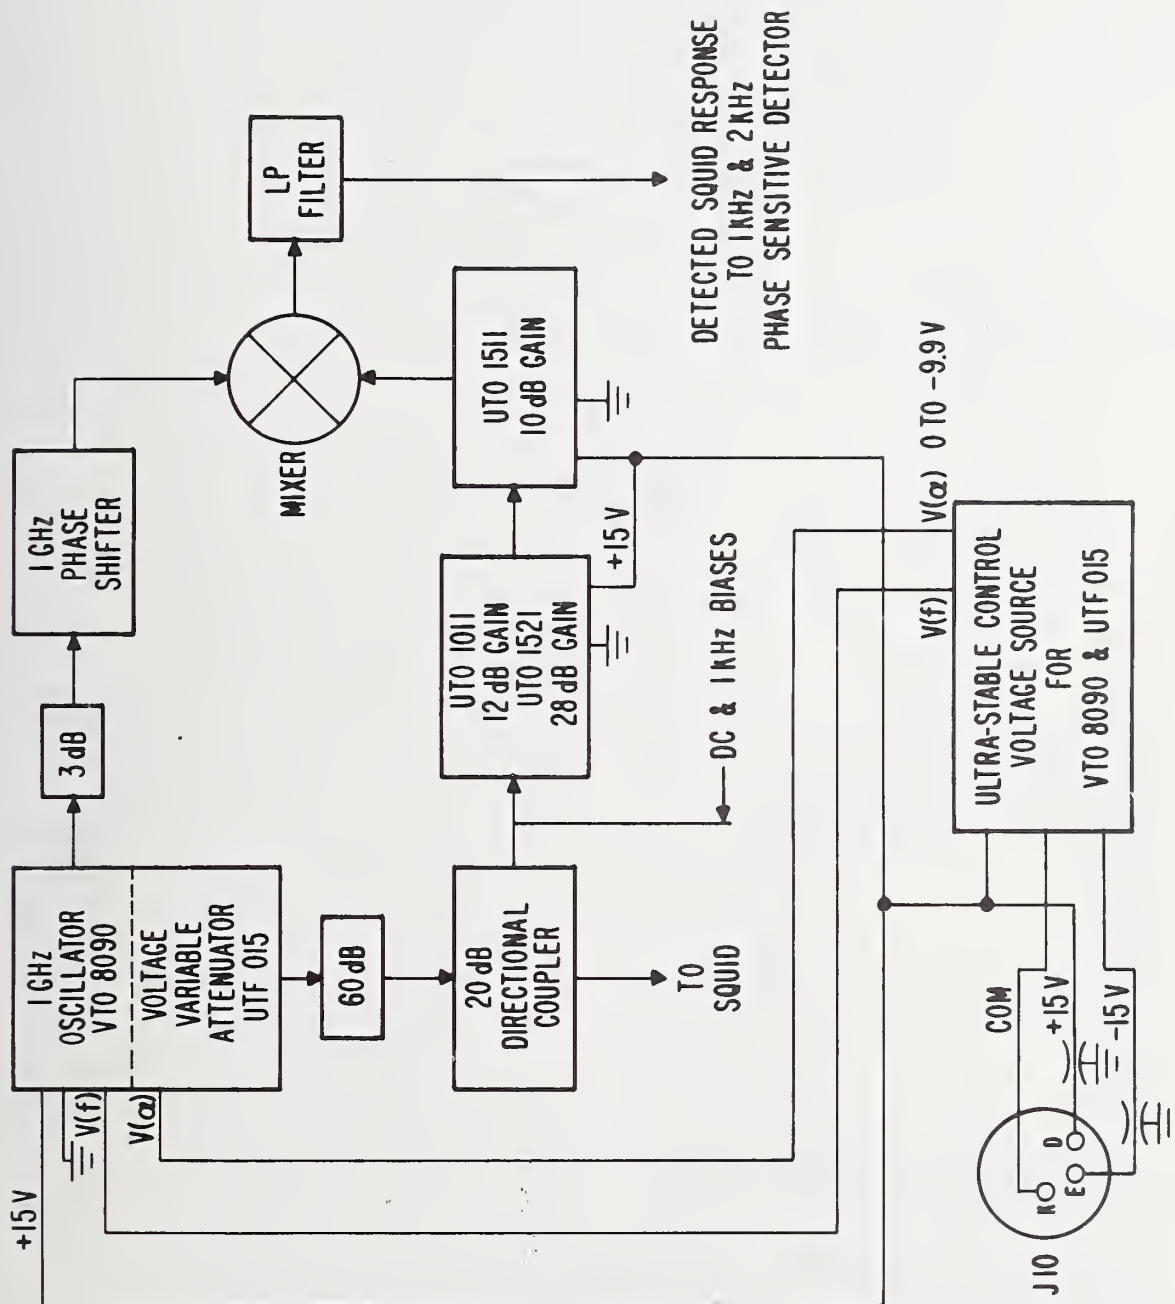 +15 V
1 GHz
OSCILLATOR
VTO 8090
VOLTAGE
VARIABLE
ATTENUATOR
UTF 015
V(f)
V(α)
3 dB
1 GHz
PHASE
SHIFTER
60 dB
20 dB
DIRECTIONAL
COUPLER
TO
SQUID
UTO 1011
12 dB GAIN
UTO 1521
28 dB GAIN
+15 V
DC & 1 KHz BIASES
UTO 1511
10 dB GAIN
MIXER
LP
FILTER
DETECTED SQUID RESPONSE
TO 1 KHz & 2 KHz
PHASE SENSITIVE DETECTOR
V(f)
V(α) 0 TO -9.9 V
ULTRA-STABLE CONTROL
VOLTAGE SOURCE
FOR
VTO 8090 & UTF 015
COM
+15 V
-15 V
J10
K
E
D